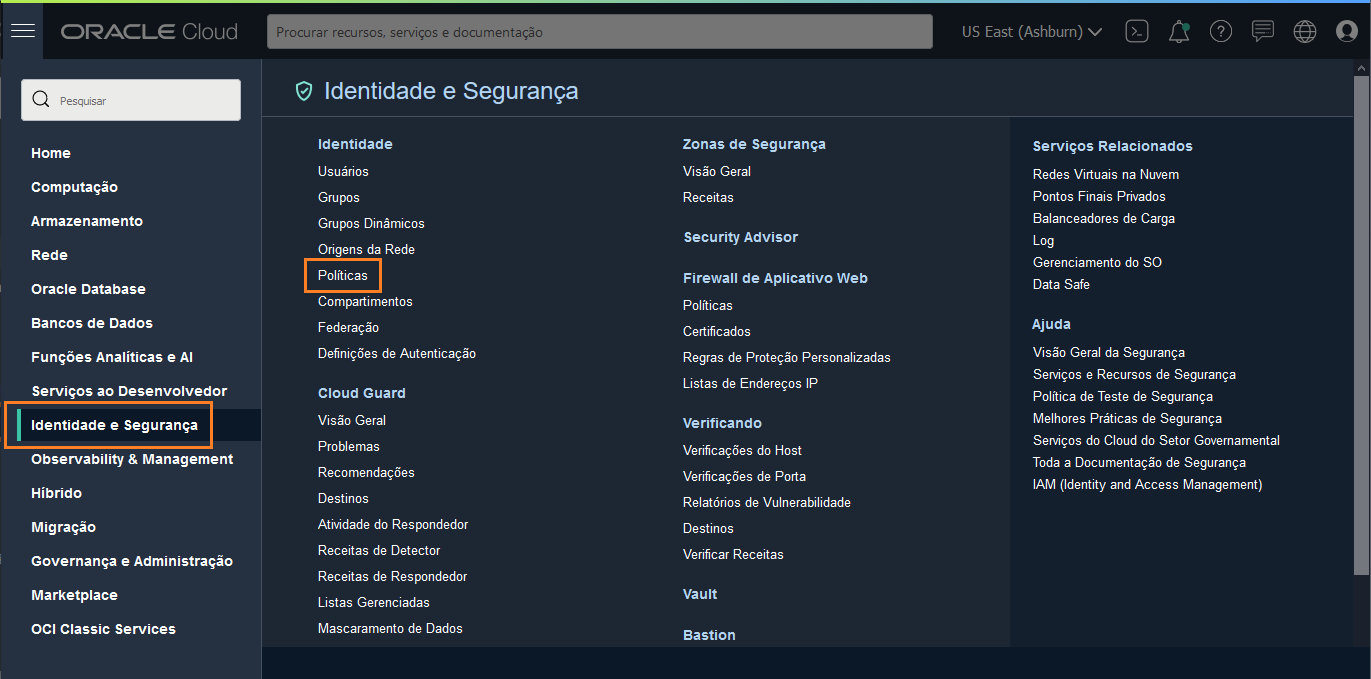 ORACLE Cloud
Procurar recursos, serviços e documentação
US East (Ashburn)
Pesquisar
Home
Computação
Armazenamento
Rede
Oracle Database
Bancos de Dados
Funções Analíticas e AI
Serviços ao Desenvolvedor
Identidade e Segurança
Observability & Management
Híbrido
Migração
Governança e Administração
Marketplace
OCI Classic Services
Identidade e Segurança
Identidade
Usuários
Grupos
Grupos Dinâmicos
Origens da Rede
Políticas
Compartimentos
Federação
Definições de Autenticação
Cloud Guard
Visão Geral
Problemas
Recomendações
Destinos
Atividade do Respondedor
Receitas de Detector
Receitas de Respondedor
Listas Gerenciadas
Mascaramento de Dados
Zonas de Segurança
Visão Geral
Receitas
Security Advisor
Firewall de Aplicativo Web
Políticas
Certificados
Regras de Proteção Personalizadas
Listas de Endereços IP
Verificando
Verificações do Host
Verificações de Porta
Relatórios de Vulnerabilidade
Destinos
Verificar Receitas
Vault
Bastion
Serviços Relacionados
Redes Virtuais na Nuvem
Pontos Finais Privados
Balanceadores de Carga
Log
Gerenciamento do SO
Data Safe
Ajuda
Visão Geral da Segurança
Serviços e Recursos de Segurança
Política de Teste de Segurança
Melhores Práticas de Segurança
Serviços do Cloud do Setor Governamental
Toda a Documentação de Segurança
IAM (Identity and Access Management)